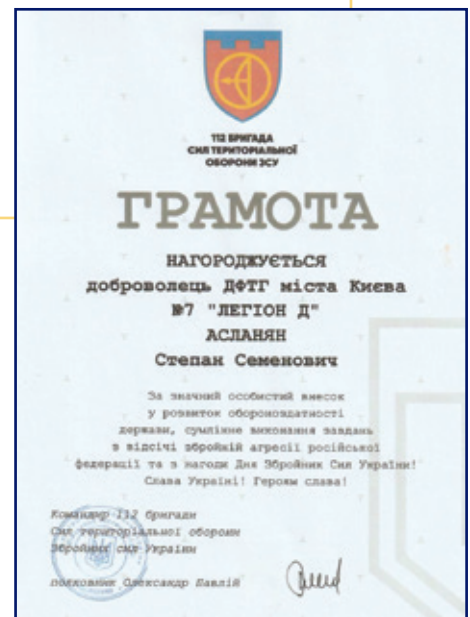 112 БРИГАДА
СИЛ ТЕРИТОРІАЛЬНОЇ
ОБОРОНИ ЗСУ
ГРАМОТА
НАГОРОДЖУЄТЬСЯ
доброволець ДФТГ міста Києва
№7 "ЛЕГІОН Д"
АСЛАНЯН
Степан Семенович
За значний особистий внесок
у розвиток обороноздатності
держави, сумлінне виконання завдань
з відсічі збройній агресії російської
федерації та з нагоди Дня Збройник Сил України!
Слава Україні! Героям слава!
Командир 112 бригади
Сил територіальної оборони
Збройних сил України
полковник Олександр Павлій